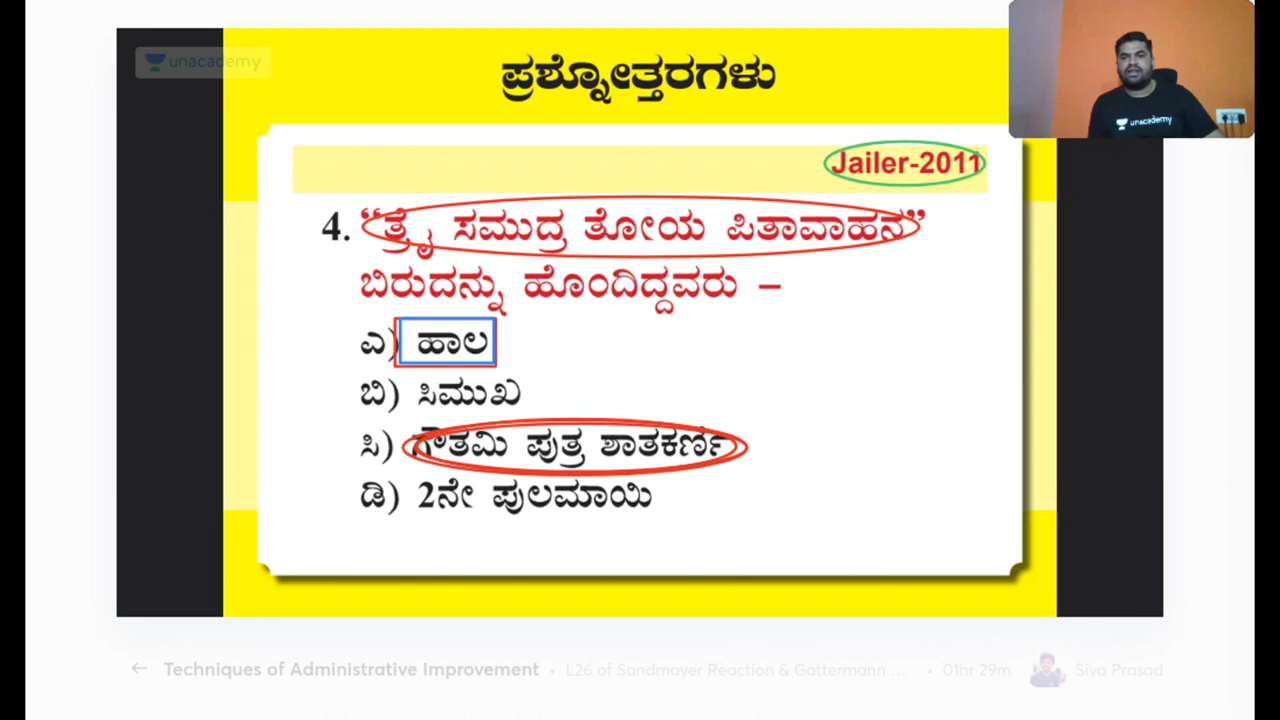 unacademy
ಪ್ರಶ್ನೋತ್ತರಗಳು
unacademy
Jailer-2011
4. “ತ್ರೈ ಸಮುದ್ರ ತೋಯ ಪಿತಾವಾಹನ”
ಬಿರುದನ್ನು ಹೊಂದಿದ್ದವರು –
ಎ) ಹಾಲ
ಬಿ) ಸಿಮುಖ
ಸಿ) ಗೌತಮಿ ಪುತ್ರ ಶಾತಕರ್ಣಿ
ಡಿ) 2ನೇ ಪುಲಮಾಯಿ
← Techniques of Administrative Improvement • L26 of Sandmayer Reaction & Gattermann ... • 01hr 29m Siva Prasad